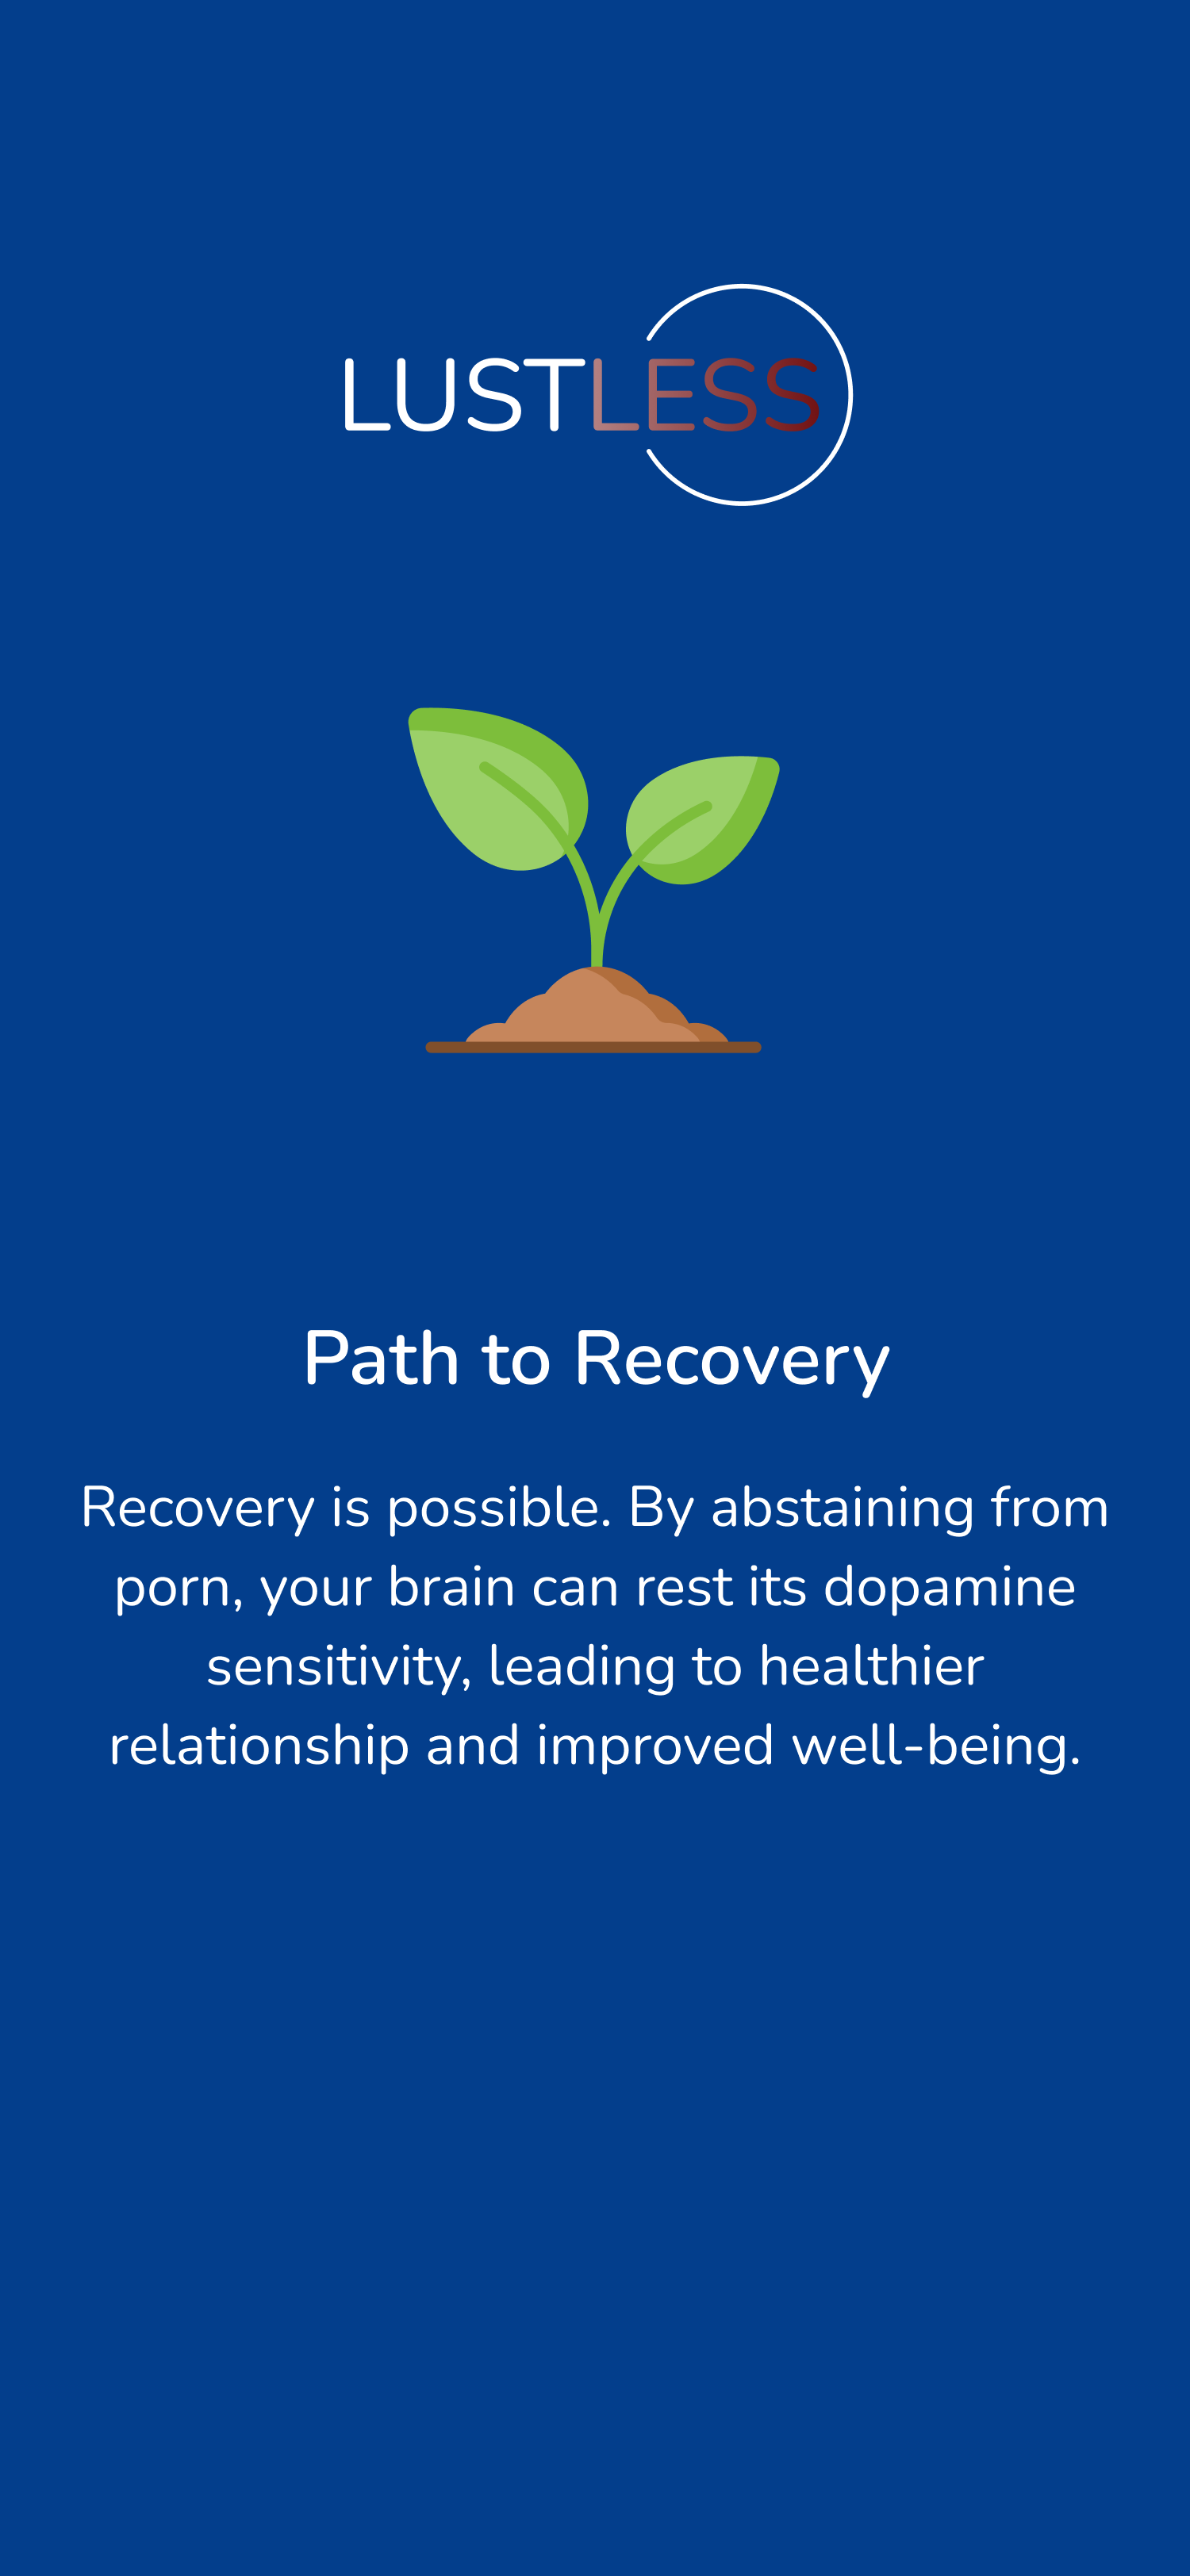 LUSTLESS
Path to Recovery
Recovery is possible. By abstaining from
porn, your brain can rest its dopamine
sensitivity, leading to healthier
relationship and improved well-being.